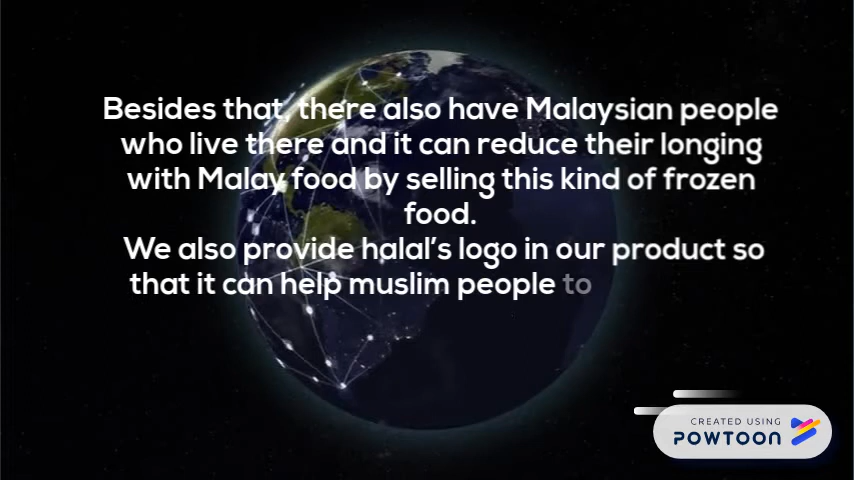 Besides that, there also have Malaysian people
who live there and it can reduce their longing
with Malay food by selling this kind of frozen
food.
We also provide halal’s logo in our product so
that it can help muslim people to
CREATED USING
POWTOON